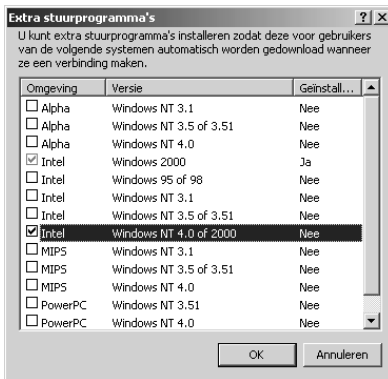 Extra stuurprogramma's
U kunt extra stuurprogramma's installeren zodat deze voor gebruikers
van de volgende systemen automatisch worden gedownload wanneer
ze een verbinding maken.
Omgeving Versie Geïnstall...
Alpha Windows NT 3.1 Nee
Alpha Windows NT 3.5 of 3.51 Nee
Alpha Windows NT 4.0 Nee
Intel Windows 2000 Ja
Intel Windows 95 of 98 Nee
Intel Windows NT 3.1 Nee
Intel Windows NT 3.5 of 3.51 Nee
Intel Windows NT 4.0 of 2000 Nee
MIPS Windows NT 3.1 Nee
MIPS Windows NT 3.5 of 3.51 Nee
MIPS Windows NT 4.0 Nee
PowerPC Windows NT 3.51 Nee
PowerPC Windows NT 4.0 Nee
OK Annuleren